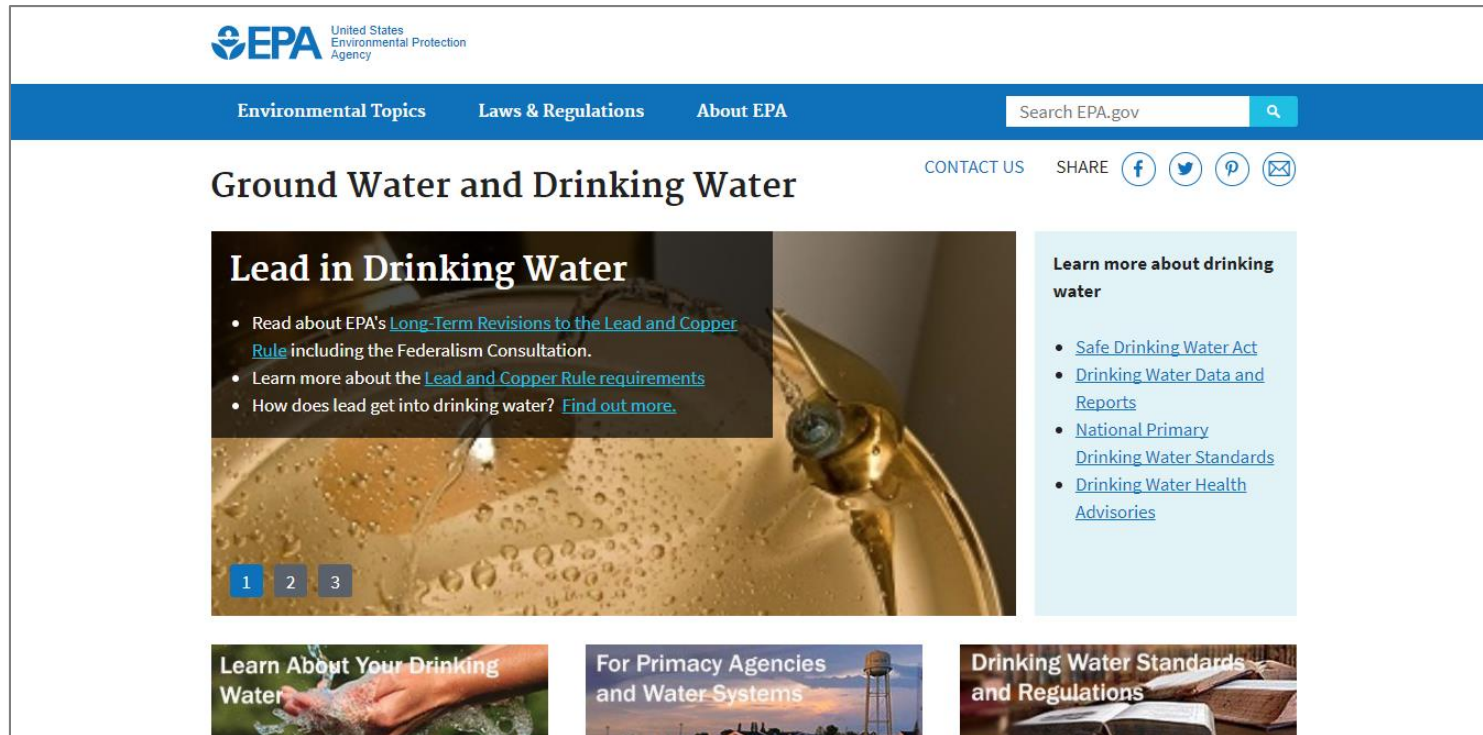 EPA
United States
Environmental Protection
Agency
Environmental Topics
Laws & Regulations
About EPA
Search EPA.gov
Ground Water and Drinking Water
CONTACT US
SHARE
Lead in Drinking Water
Read about EPA's Long-Term Revisions to the Lead and Copper
Rule including the Federalism Consultation.
Learn more about the Lead and Copper Rule requirements
How does lead get into drinking water? Find out more.
1 2 3
Learn more about drinking
water
Safe Drinking Water Act
Drinking Water Data and
Reports
National Primary
Drinking Water Standards
Drinking Water Health
Advisories
Learn About Your Drinking
Water
For Primacy Agencies
and Water Systems
Drinking Water Standards
and Regulations